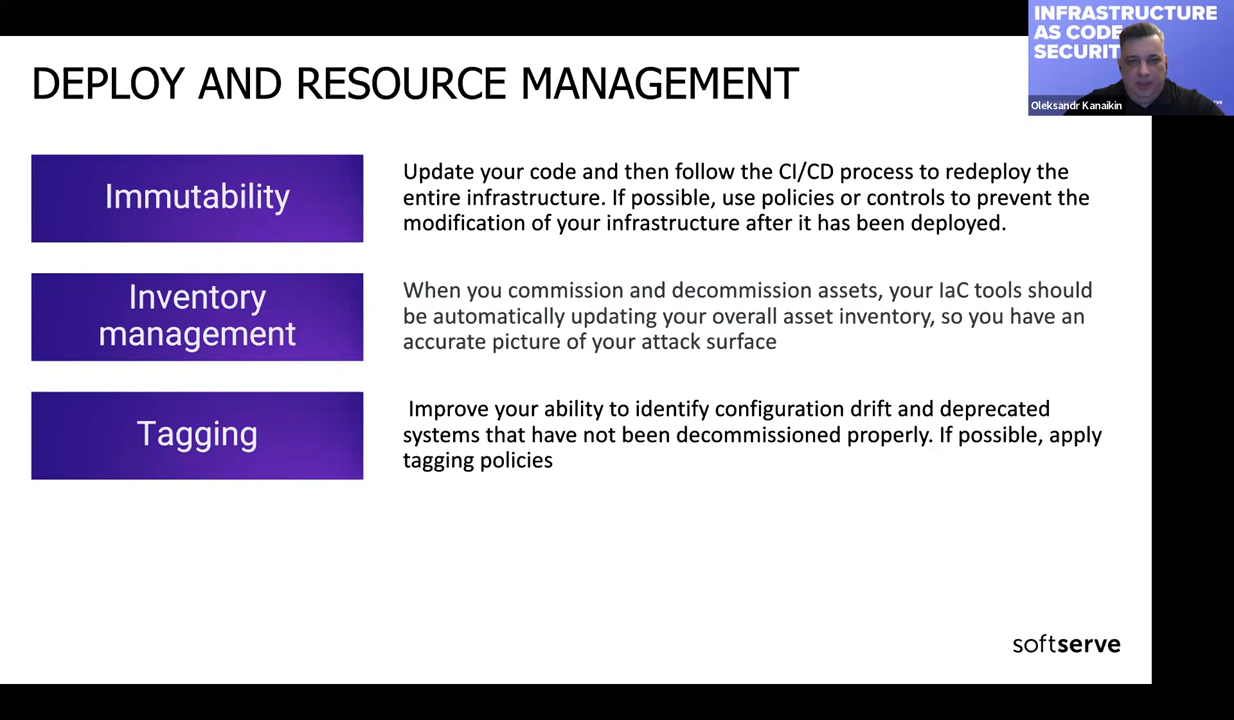 INFRASTRUCTURE
AS CODE
SECURIT
Oleksandr Kanaikin
DEPLOY AND RESOURCE MANAGEMENT
Immutability
Update your code and then follow the CI/CD process to redeploy the
entire infrastructure. If possible, use policies or controls to prevent the
modification of your infrastructure after it has been deployed.
Inventory
management
When you commission and decommission assets, your IaC tools should
be automatically updating your overall asset inventory, so you have an
accurate picture of your attack surface
Tagging
Improve your ability to identify configuration drift and deprecated
systems that have not been decommissioned properly. If possible, apply
tagging policies
softserve